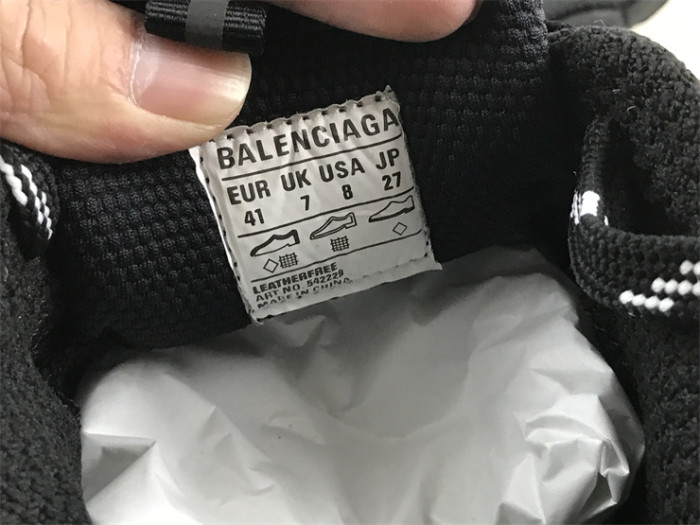 BALENCIAGA
EUR UK USA JP
41 7 8 27
LEATHERFREE
ART NO 542229
MADE IN CHINA